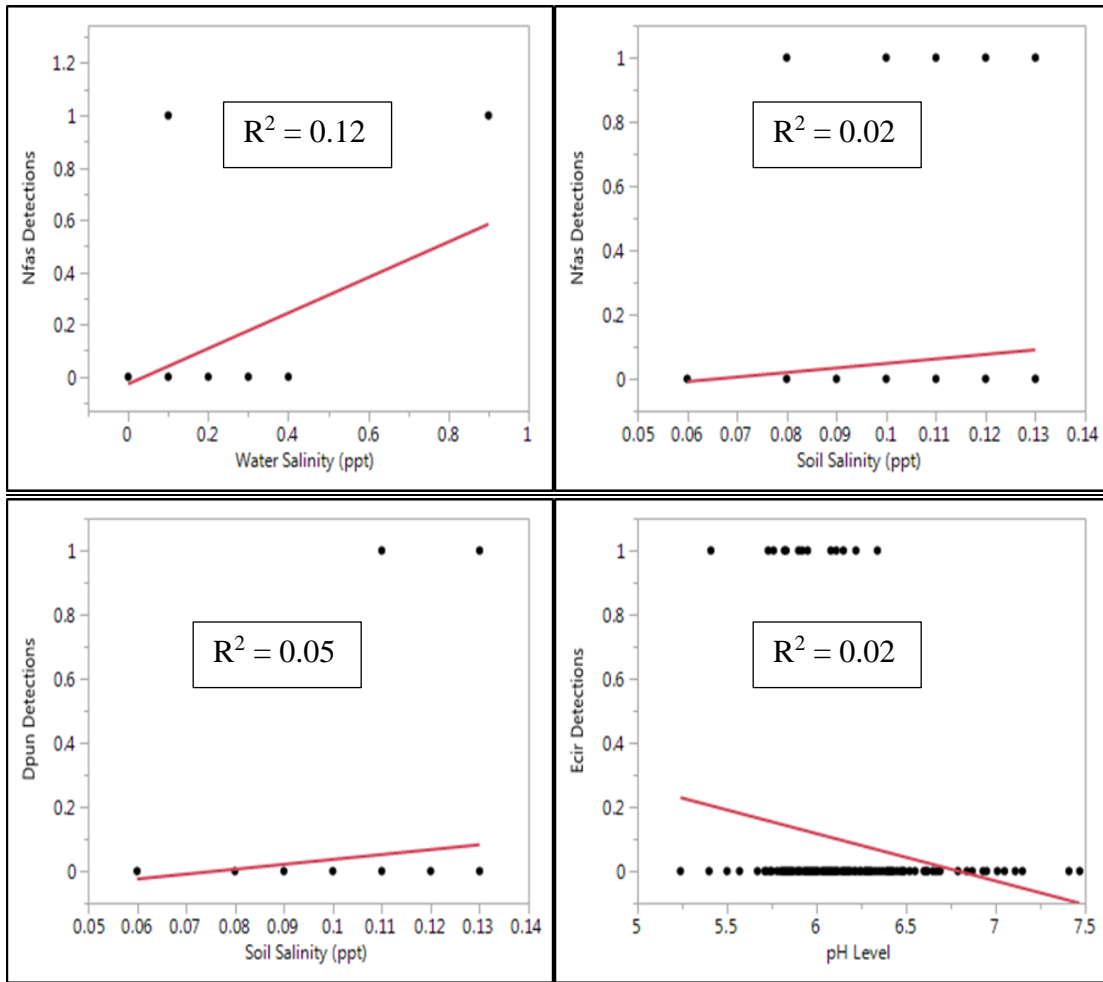 1.2
1
0.8
0.6
0.4
0.2
0
Nfas Detections
R² = 0.12
0 0.2 0.4 0.6 0.8 1
Water Salinity (ppt)
1
0.8
0.6
0.4
0.2
0
Nfas Detections
R² = 0.02
0.05 0.06 0.07 0.08 0.09 0.1 0.11 0.12 0.13 0.14
Soil Salinity (ppt)
1
0.8
0.6
0.4
0.2
0
Dpun Detections
R² = 0.05
0.05 0.06 0.07 0.08 0.09 0.10 0.11 0.12 0.13 0.14
Soil Salinity (ppt)
1
0.8
0.6
0.4
0.2
0
Ecir Detections
R² = 0.02
5 5.5 6 6.5 7 7.5
pH Level